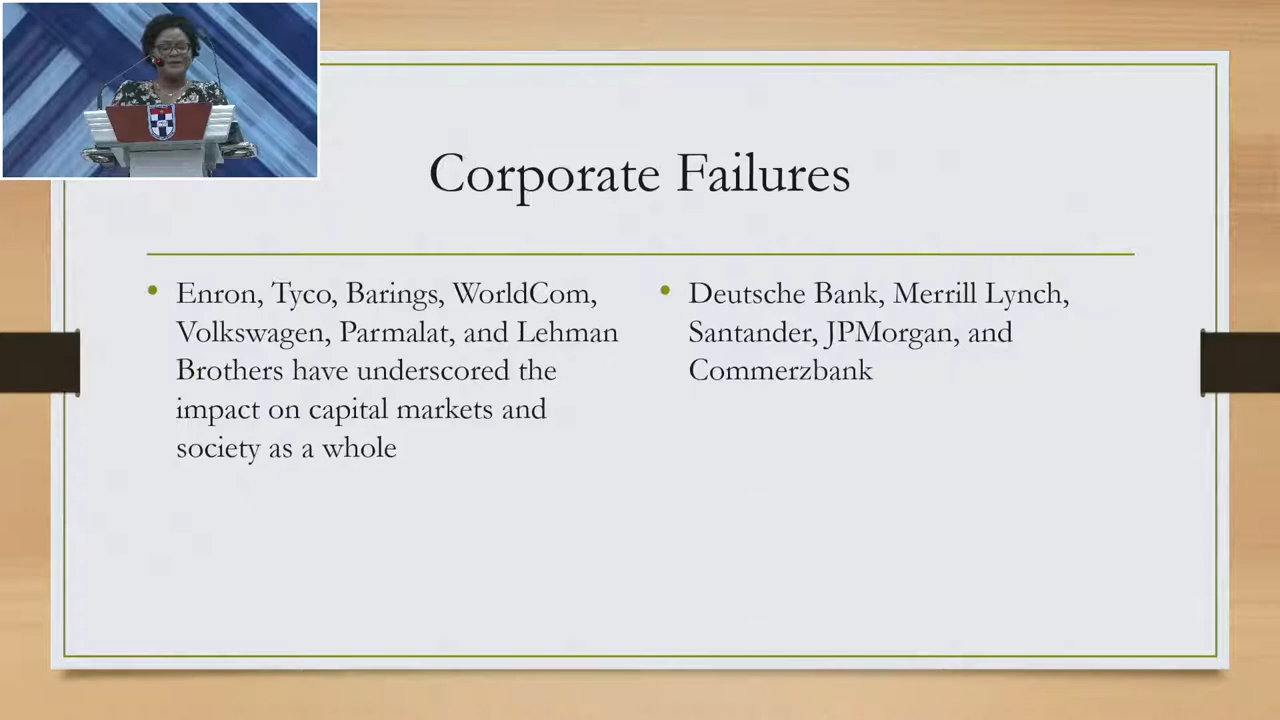 Corporate Failures
Enron, Tyco, Barings, WorldCom,
Volkswagen, Parmalat, and Lehman
Brothers have underscored the
impact on capital markets and
society as a whole
Deutsche Bank, Merrill Lynch,
Santander, JPMorgan, and
Commerzbank